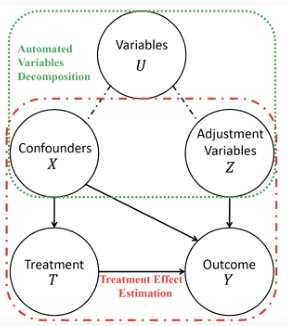 Automated
Variables
Decomposition
Variables
U
Confounders
X
Adjustment
Variables
Z
Treatment
T
Treatment Effect
Estimation
Outcome
Y